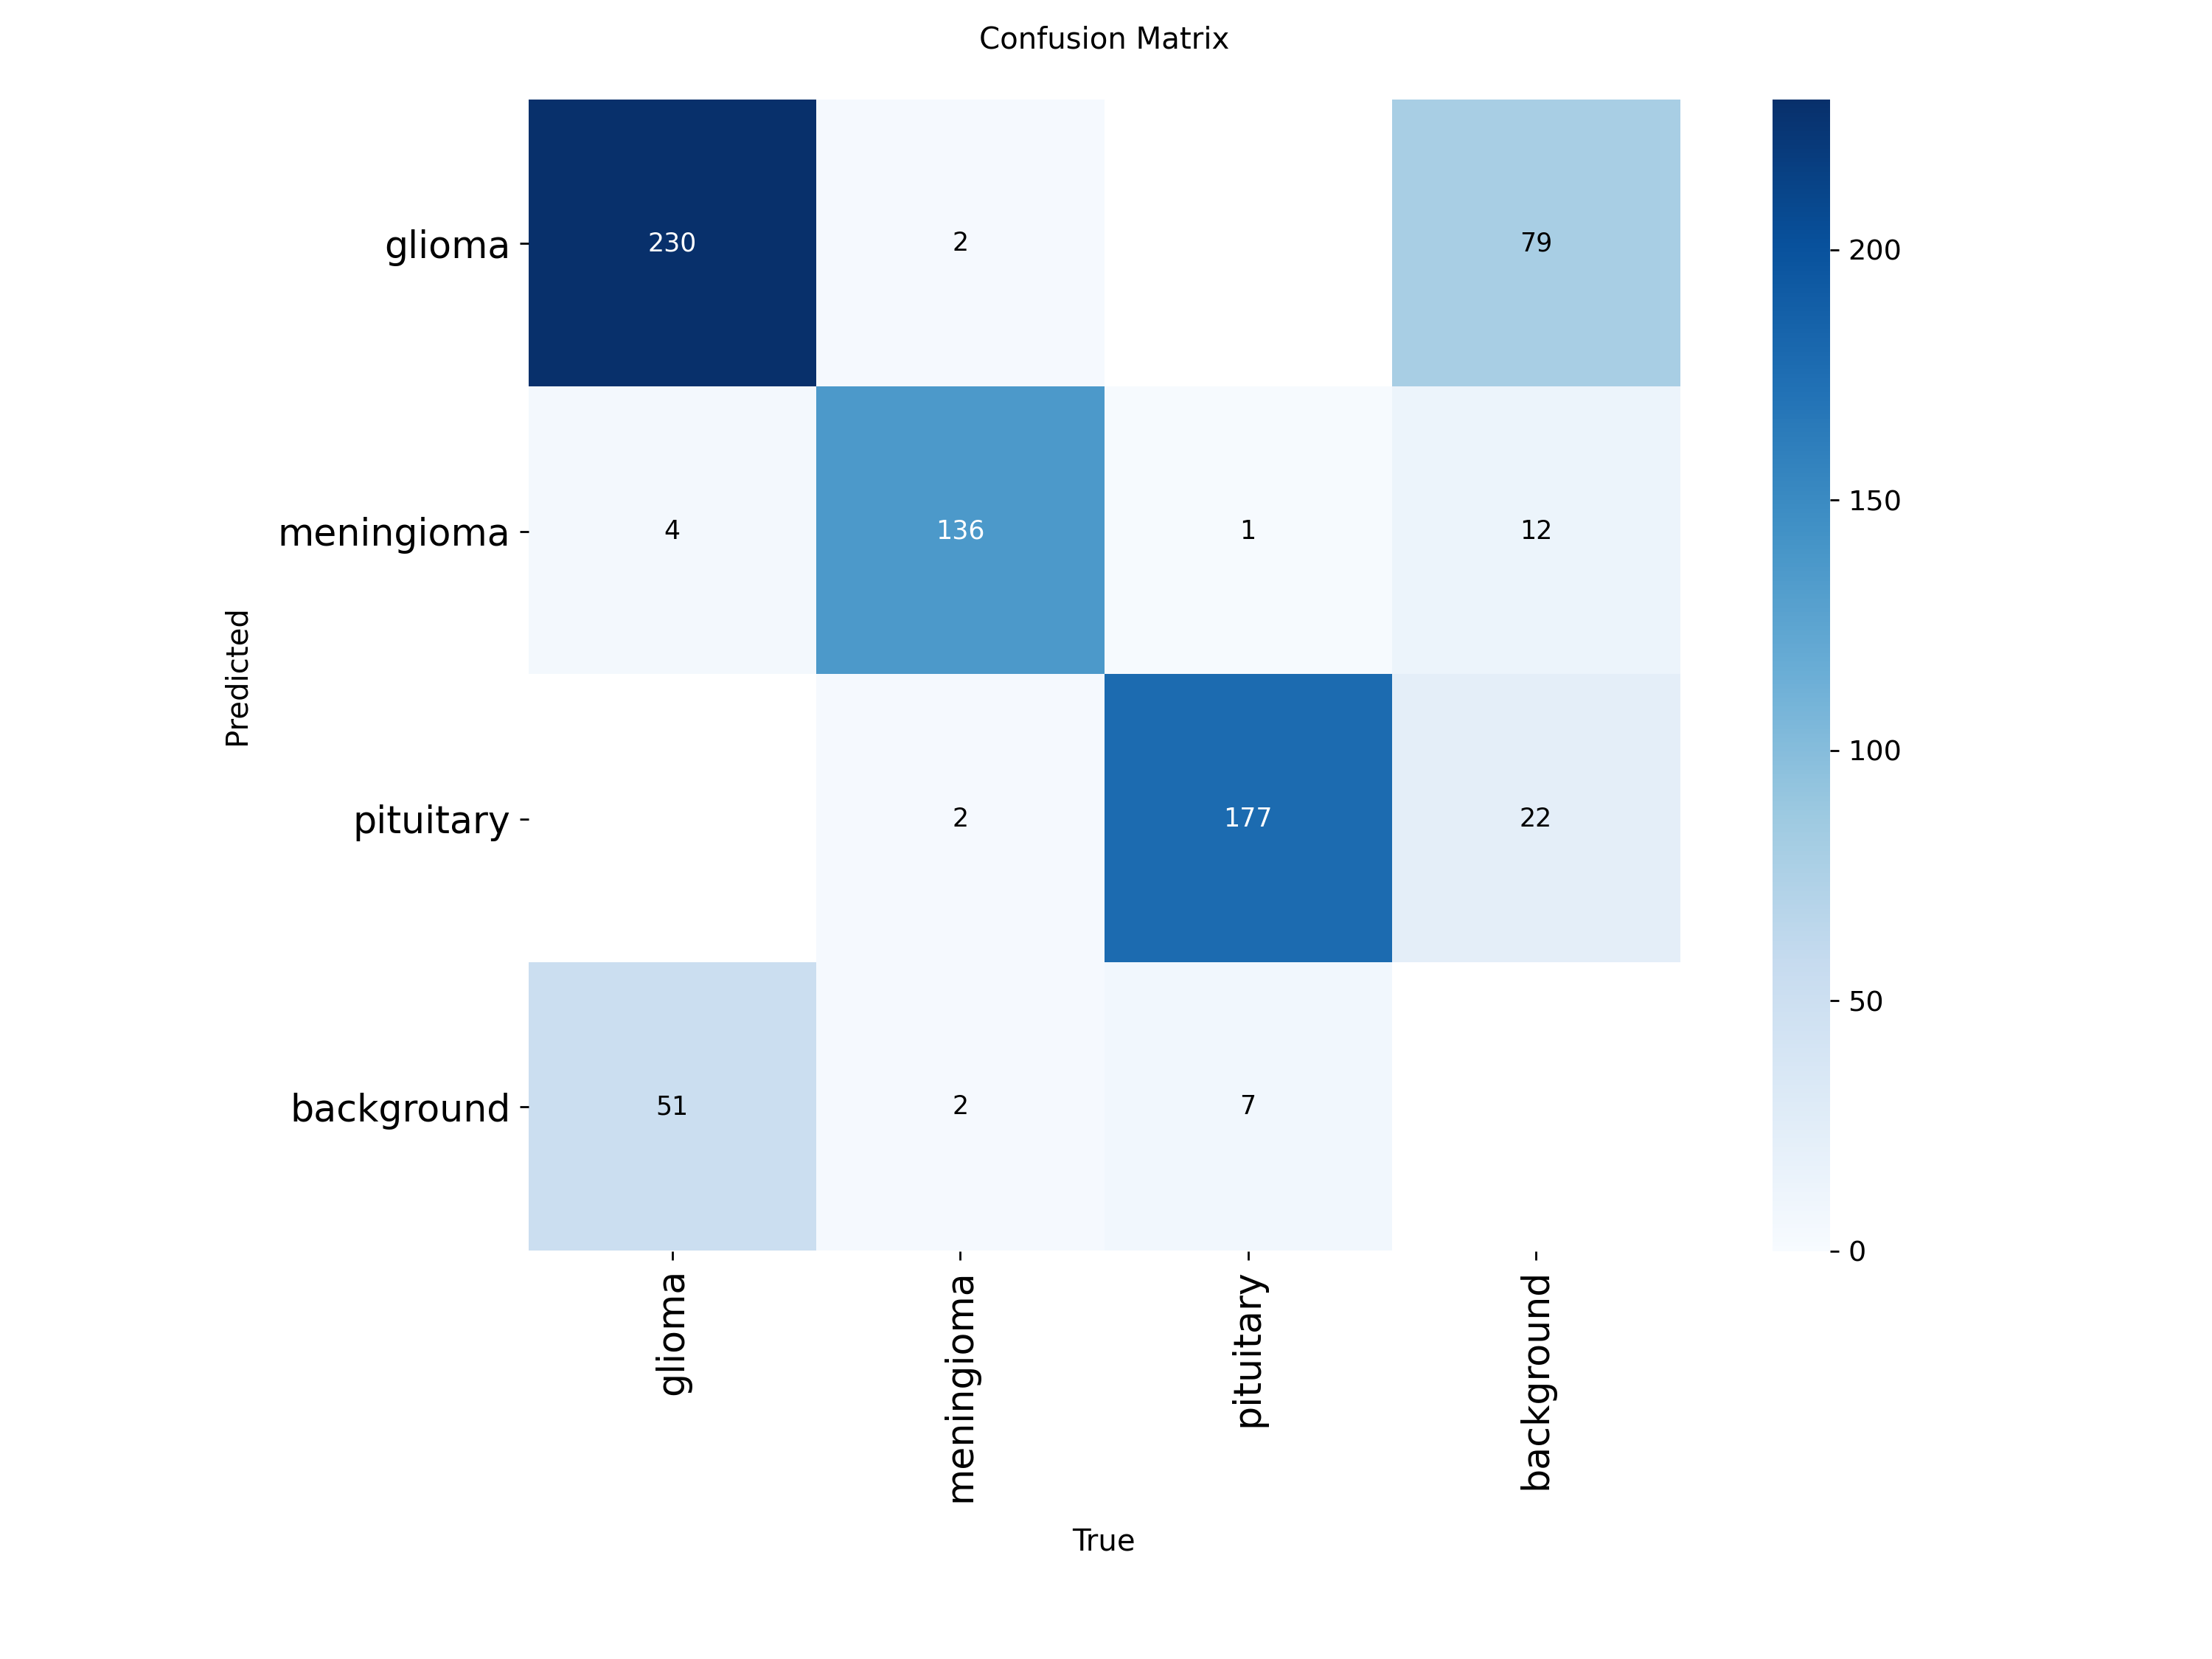 Confusion Matrix
glioma
230
2
79
200
meningioma
4
136
1
12
150
Predicted
pituitary
2
177
22
100
background
51
2
7
50
0
glioma
meningioma
pituitary
background
True